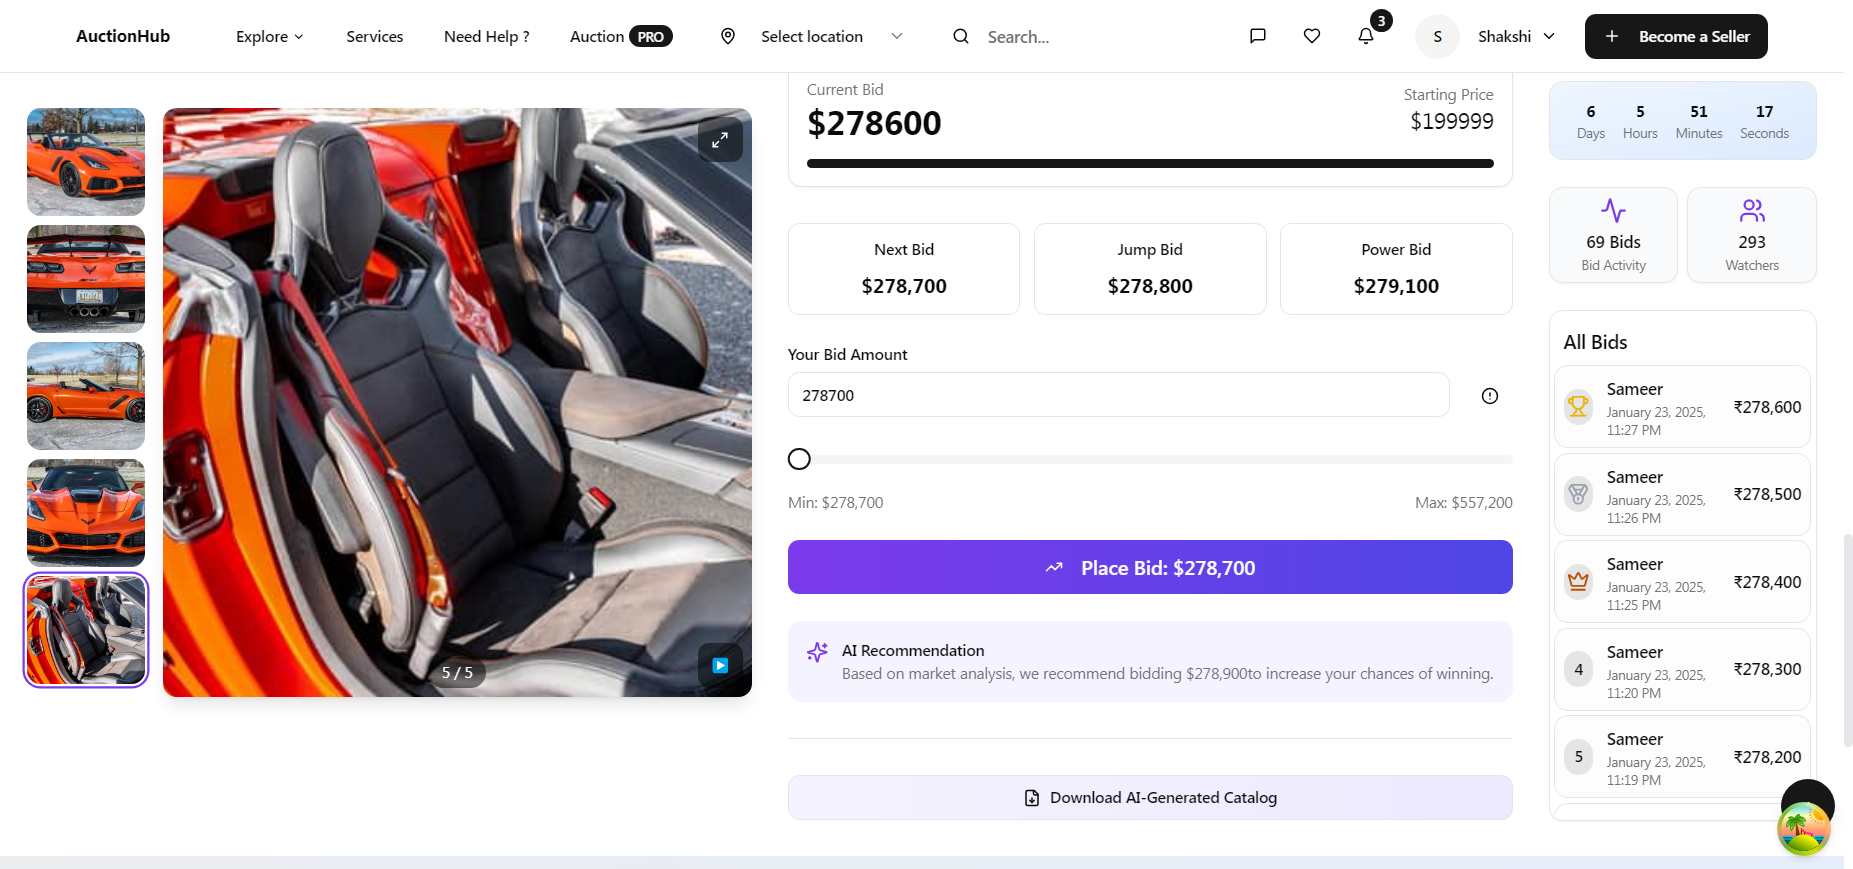 AuctionHub
Explore
Services
Need Help ?
Auction PRO
Select location
Search...
3
S
Shakshi
Become a Seller
5 / 5
Current Bid
$278600
Starting Price
$199999
Next Bid
$278,700
Jump Bid
$278,800
Power Bid
$279,100
Your Bid Amount
278700
Min: $278,700
Max: $557,200
Place Bid: $278,700
AI Recommendation
Based on market analysis, we recommend bidding $278,900to increase your chances of winning.
Download AI-Generated Catalog
6
Days
5
Hours
51
Minutes
17
Seconds
69 Bids
Bid Activity
293
Watchers
All Bids
Sameer
January 23, 2025,
11:27 PM
₹278,600
Sameer
January 23, 2025,
11:26 PM
₹278,500
Sameer
January 23, 2025,
11:25 PM
₹278,400
4
Sameer
January 23, 2025,
11:20 PM
₹278,300
5
Sameer
January 23, 2025,
11:19 PM
₹278,200